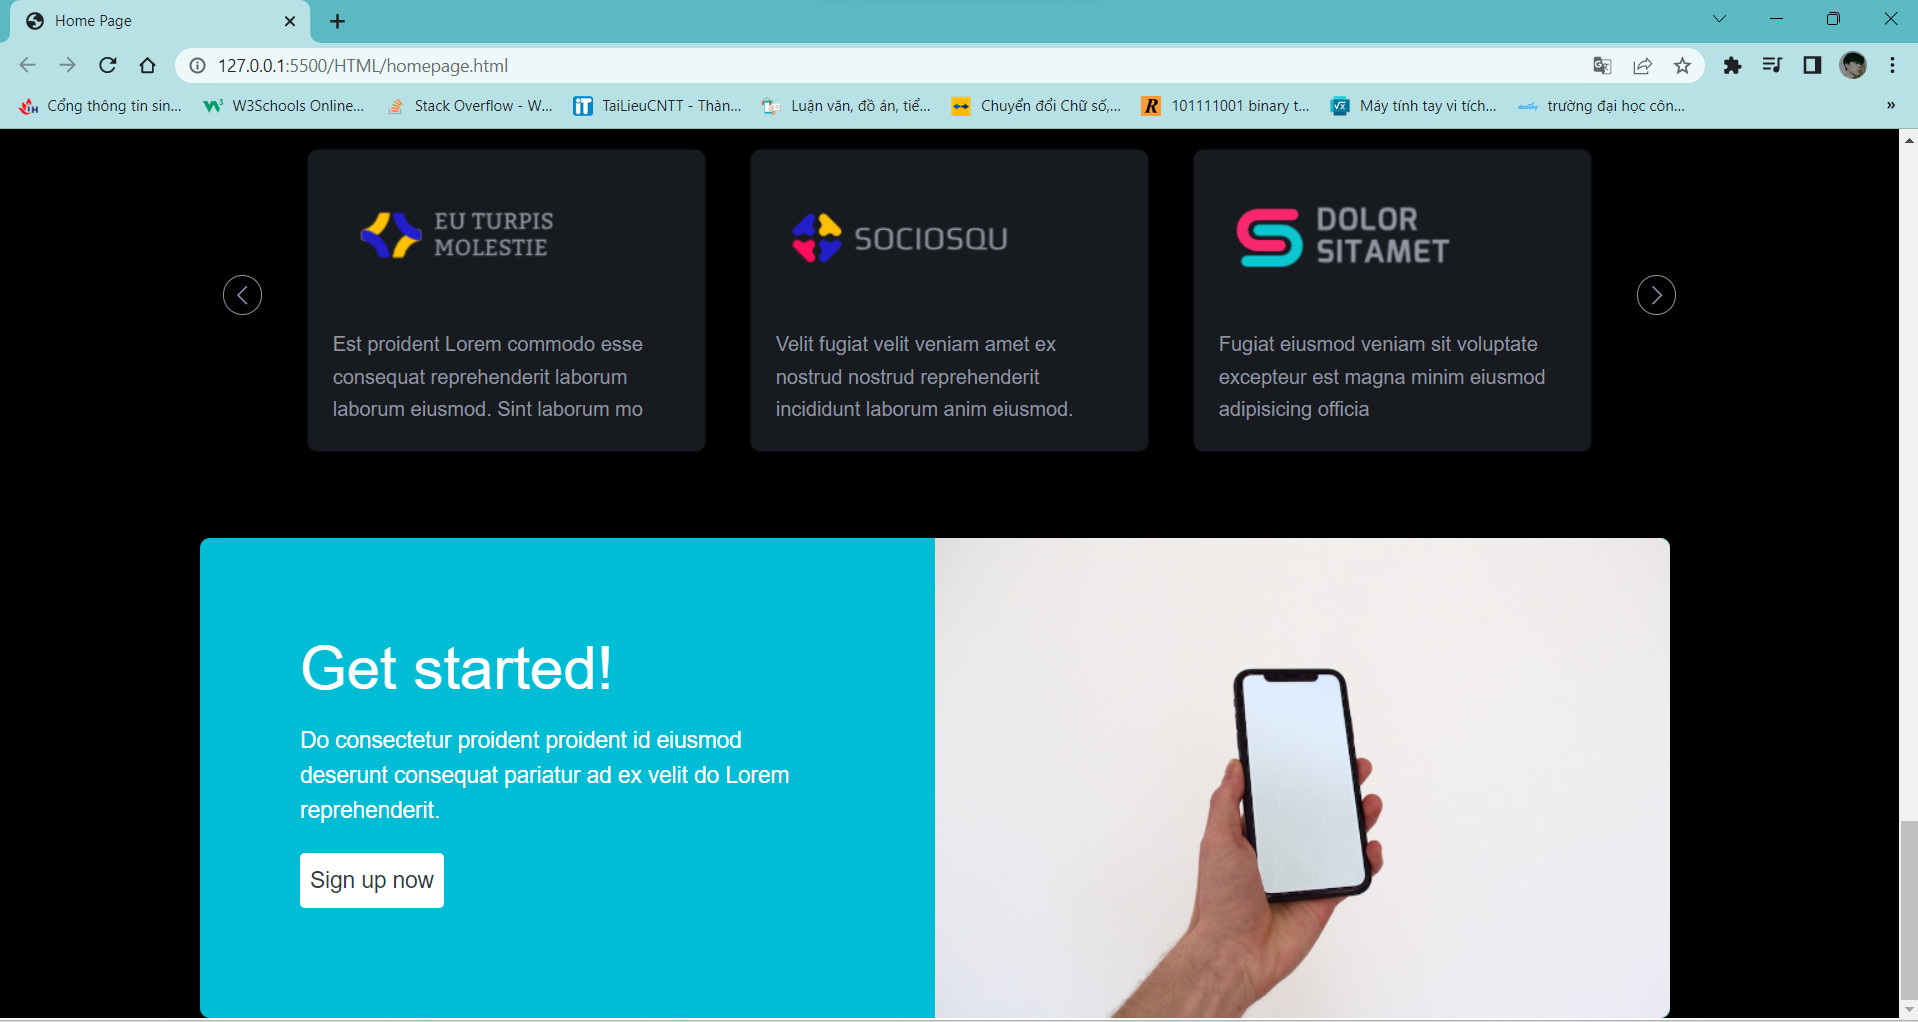 Home Page
127.0.0.1:5500/HTML/homepage.html
Cổng thông tin sin... W3Schools Online... Stack Overflow - W... TaiLieuCNTT - Thàn... Luận văn, đồ án, tiể... Chuyển đổi Chữ số,... 101111001 binary t... Máy tính tay vi tích... trường đại học côn... »
EU TURPIS
MOLESTIE
SOCIOSQU
DOLOR
SITAMET
Est proident Lorem commodo esse
consequat reprehenderit laborum
laborum eiusmod. Sint laborum mo
Velit fugiat velit veniam amet ex
nostrud nostrud reprehenderit
incididunt laborum anim eiusmod.
Fugiat eiusmod veniam sit voluptate
excepteur est magna minim eiusmod
adipisicing officia
Get started!
Do consectetur proident proident id eiusmod
deserunt consequat pariatur ad ex velit do Lorem
reprehenderit.
Sign up now